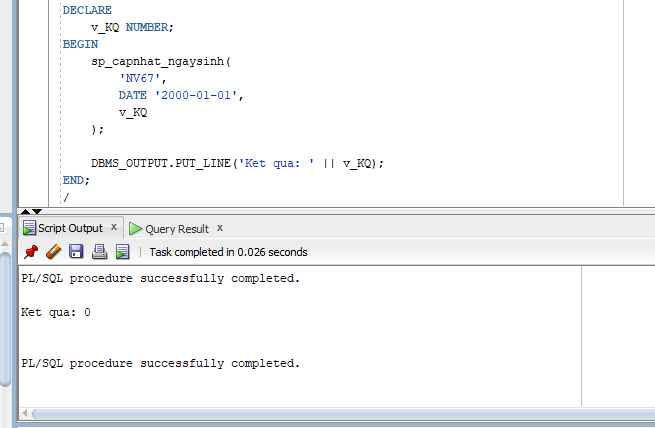 DECLARE
    v_KQ NUMBER;
BEGIN
    sp_capnhat_ngaysinh(
        'NV67',
        DATE '2000-01-01',
        v_KQ
    );
    DBMS_OUTPUT.PUT_LINE('Ket qua: ' || v_KQ);
END;
/
Script Output x Query Result x
Task completed in 0.026 seconds
PL/SQL procedure successfully completed.
Ket qua: 0
PL/SQL procedure successfully completed.